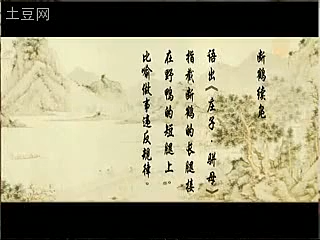 土豆网
断鹤续凫
语出《庄子·骈母》
指截断鹤的长腿接
在野鸭的短腿上。
比喻做事违反规律。